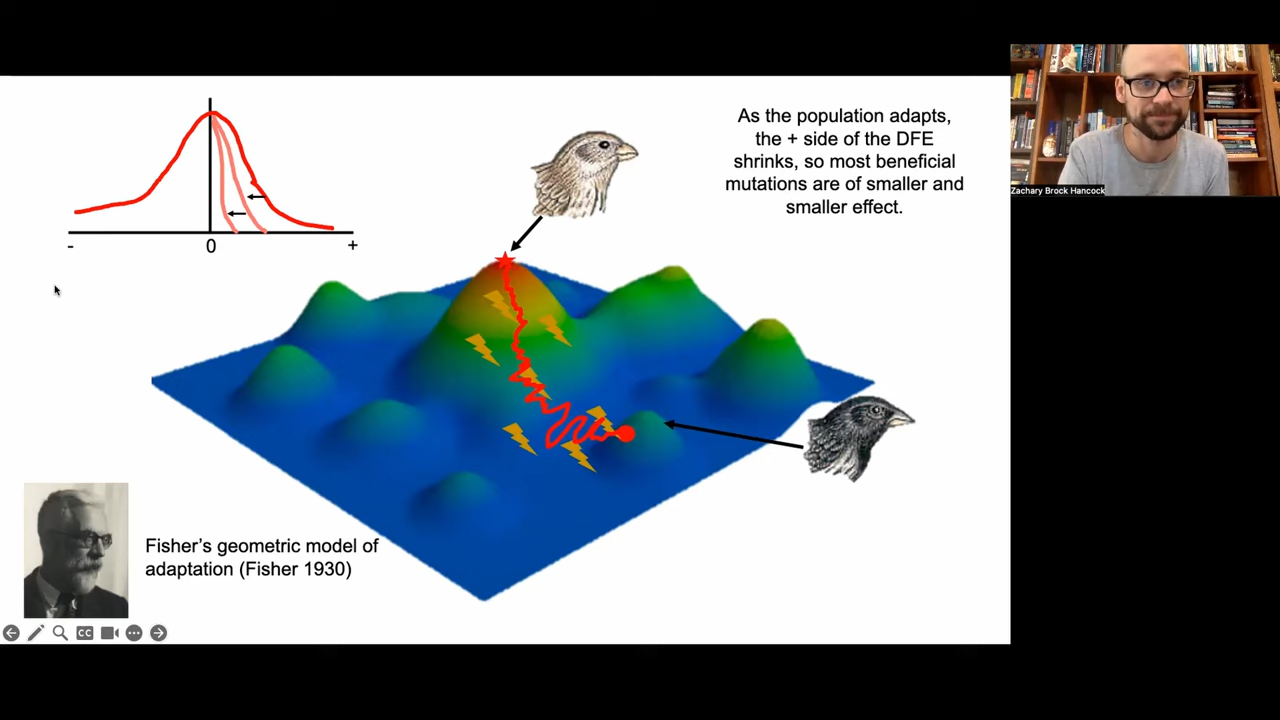 As the population adapts,
the + side of the DFE
shrinks, so most beneficial
mutations are of smaller and
smaller effect.
Zachary Brock Hancock
- 0 +
Fisher's geometric model of
adaptation (Fisher 1930)
CC